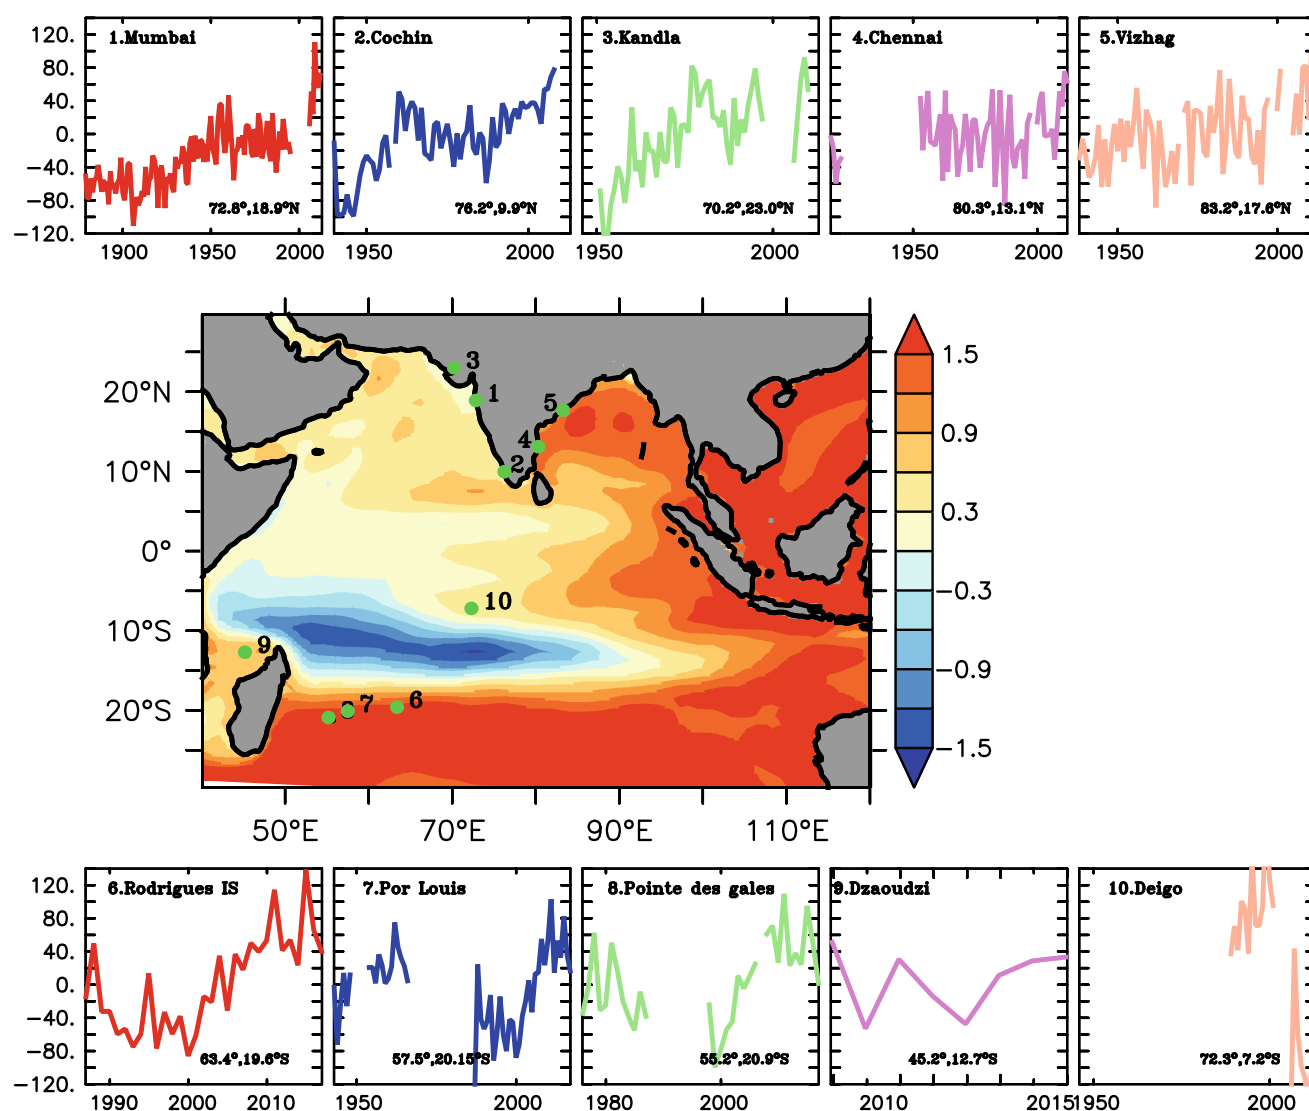 120.
80.
40.
0.
−40.
−80.
−120.
1.Mumbai
72.8°,18.9°N
1900 1950 2000
2.Cochin
76.2°,9.9°N
1950 2000
3.Kandla
70.2°,23.0°N
1950 2000
4.Chennai
80.3°,13.1°N
1950 2000
5.Vizhag
83.2°,17.6°N
1950 2000
20°N
10°N
0°
10°S
20°S
3
1
5
4
2
10
9
7
6
50°E 70°E 90°E 110°E
1.5
0.9
0.3
−0.3
−0.9
−1.5
120.
80.
40.
0.
−40.
−80.
−120.
6.Rodrigues IS
63.4°,19.6°S
1990 2000 2010
7.Por Louis
57.5°,20.15°S
1950 2000
8.Pointe des gales
55.2°,20.9°S
1980 2000
9.Dzaoudzi
45.2°,12.7°S
2010 2015
10.Deigo
72.3°,7.2°S
1950 2000